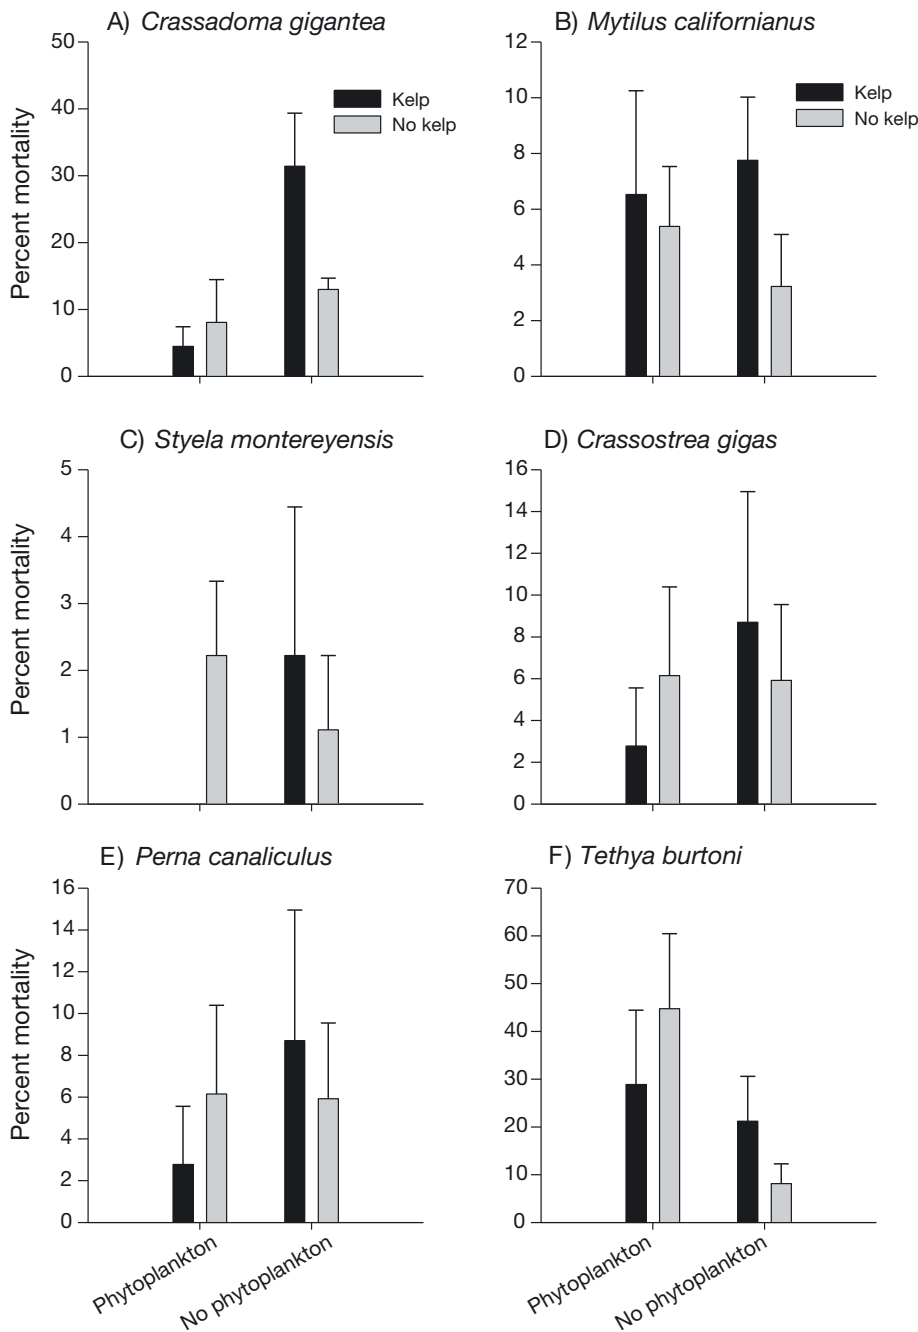 A) Crassadoma gigantea
B) Mytilus californianus
50
40
30
20
10
0
Percent mortality
Kelp
No kelp
12
10
8
6
4
2
0
Kelp
No kelp
C) Styela montereyensis
D) Crassostrea gigas
5
4
3
2
1
0
Percent mortality
16
14
12
10
8
6
4
2
0
E) Perna canaliculus
F) Tethya burtoni
16
14
12
10
8
6
4
2
0
Percent mortality
Phytoplankton
No phytoplankton
70
60
50
40
30
20
10
0
Phytoplankton
No phytoplankton